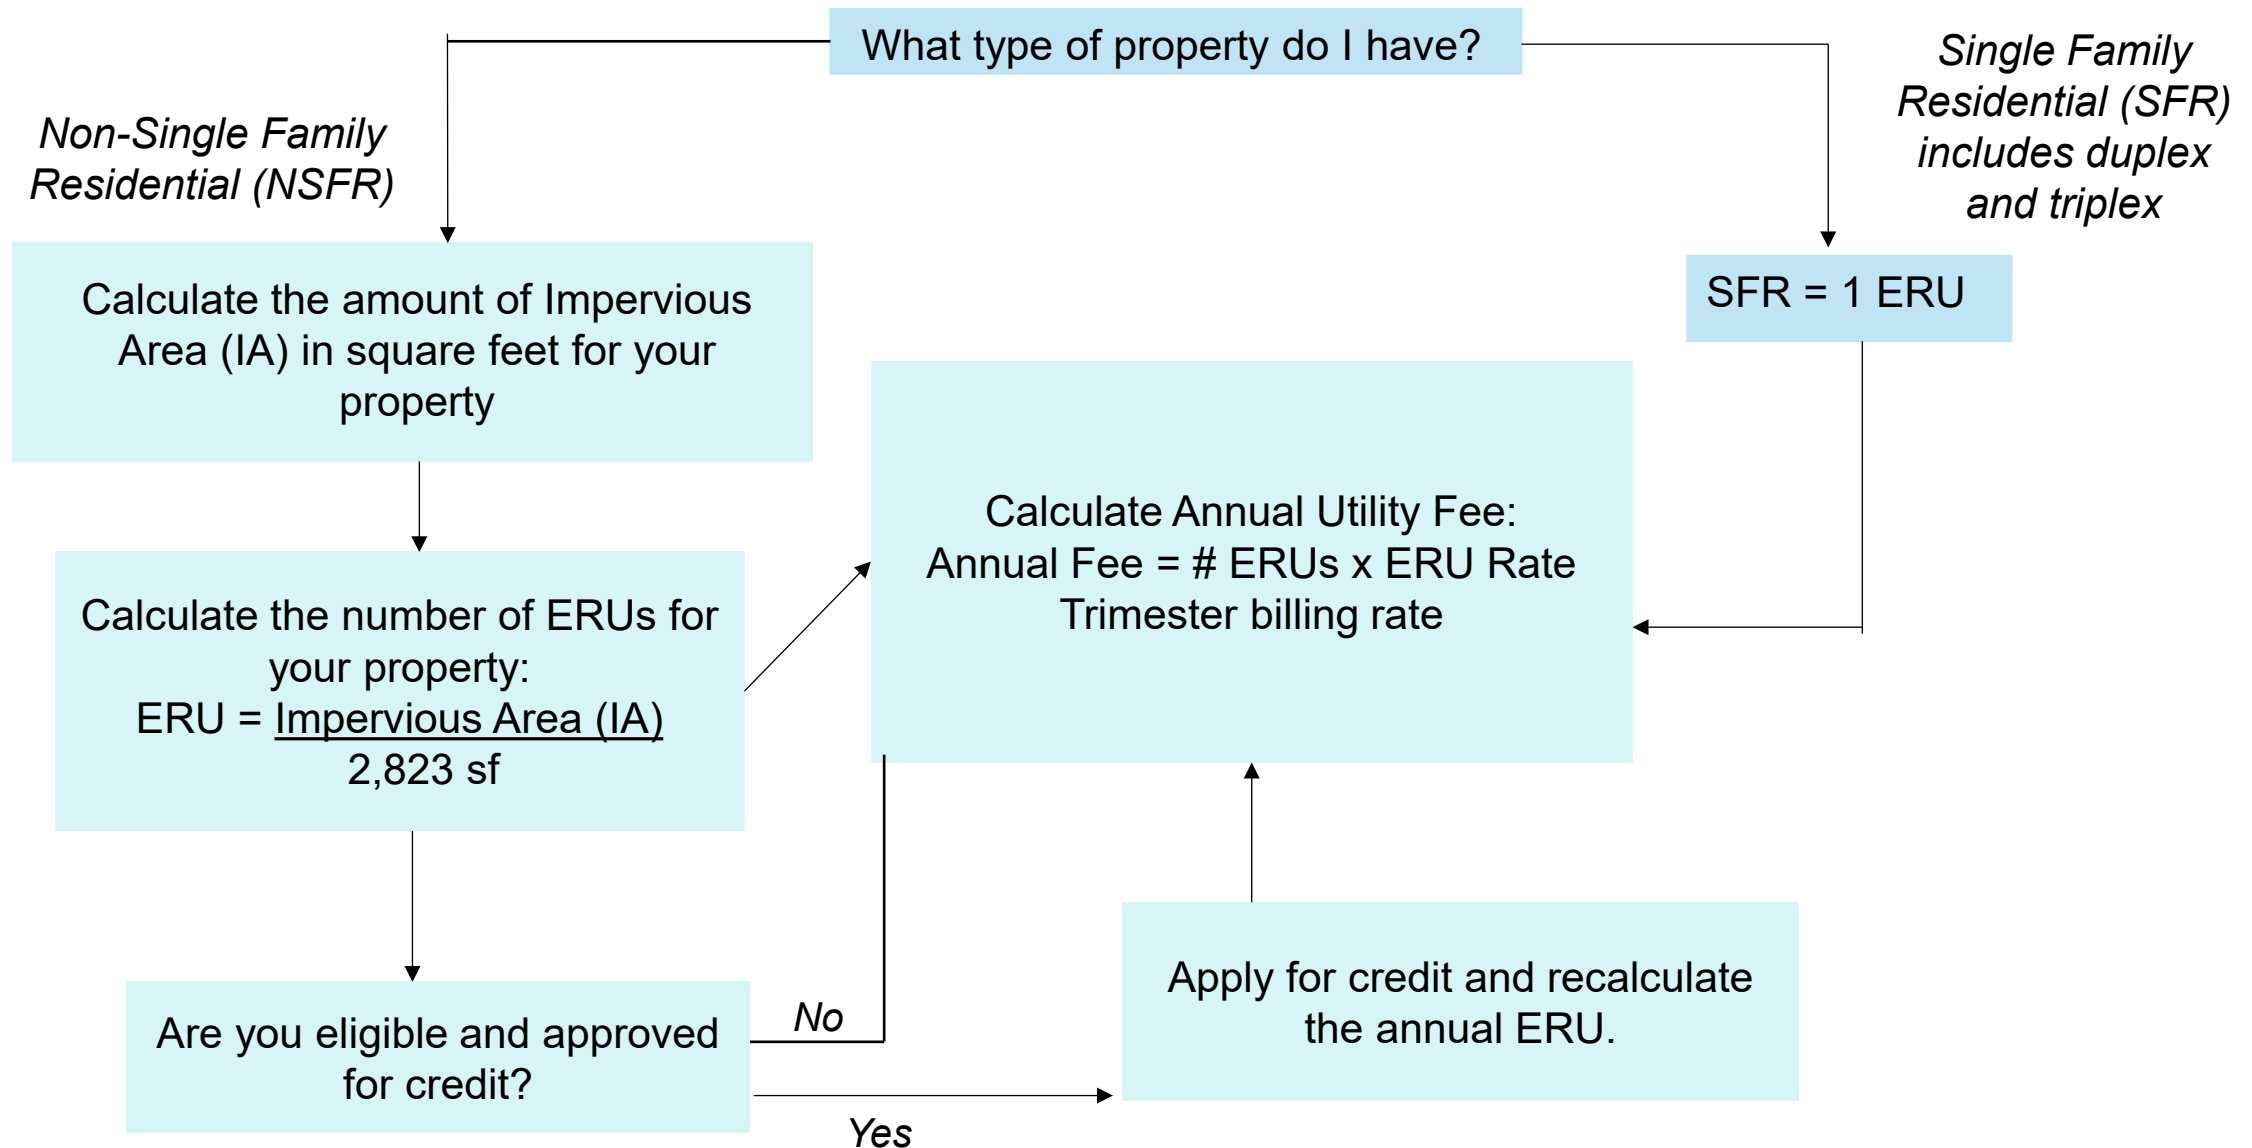 What type of property do I have?
Non-Single Family
Residential (NSFR)
Single Family
Residential (SFR)
includes duplex
and triplex
Calculate the amount of Impervious
Area (IA) in square feet for your
property
SFR = 1 ERU
Calculate the number of ERUs for
your property:
ERU = Impervious Area (IA)
2,823 sf
Calculate Annual Utility Fee:
Annual Fee = # ERUs x ERU Rate
Trimester billing rate
Are you eligible and approved
for credit?
No
Yes
Apply for credit and recalculate
the annual ERU.